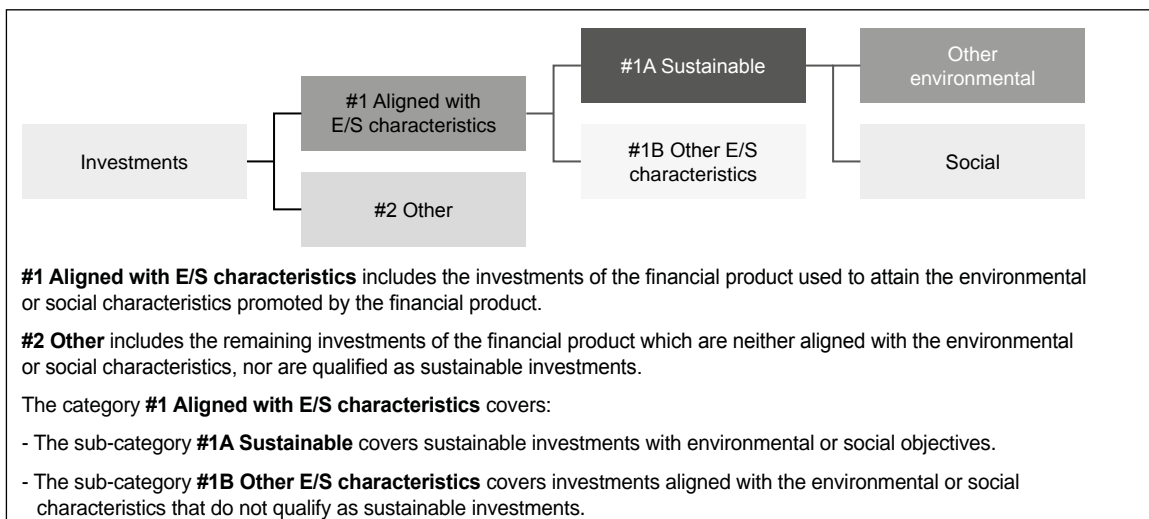 #1A Sustainable
Other
environmental
#1 Aligned with
E/S characteristics
Investments
#1B Other E/S
characteristics
Social
#2 Other
#1 Aligned with E/S characteristics includes the investments of the financial product used to attain the environmental
or social characteristics promoted by the financial product.
#2 Other includes the remaining investments of the financial product which are neither aligned with the environmental
or social characteristics, nor are qualified as sustainable investments.
The category #1 Aligned with E/S characteristics covers:
- The sub-category #1A Sustainable covers sustainable investments with environmental or social objectives.
- The sub-category #1B Other E/S characteristics covers investments aligned with the environmental or social
characteristics that do not qualify as sustainable investments.